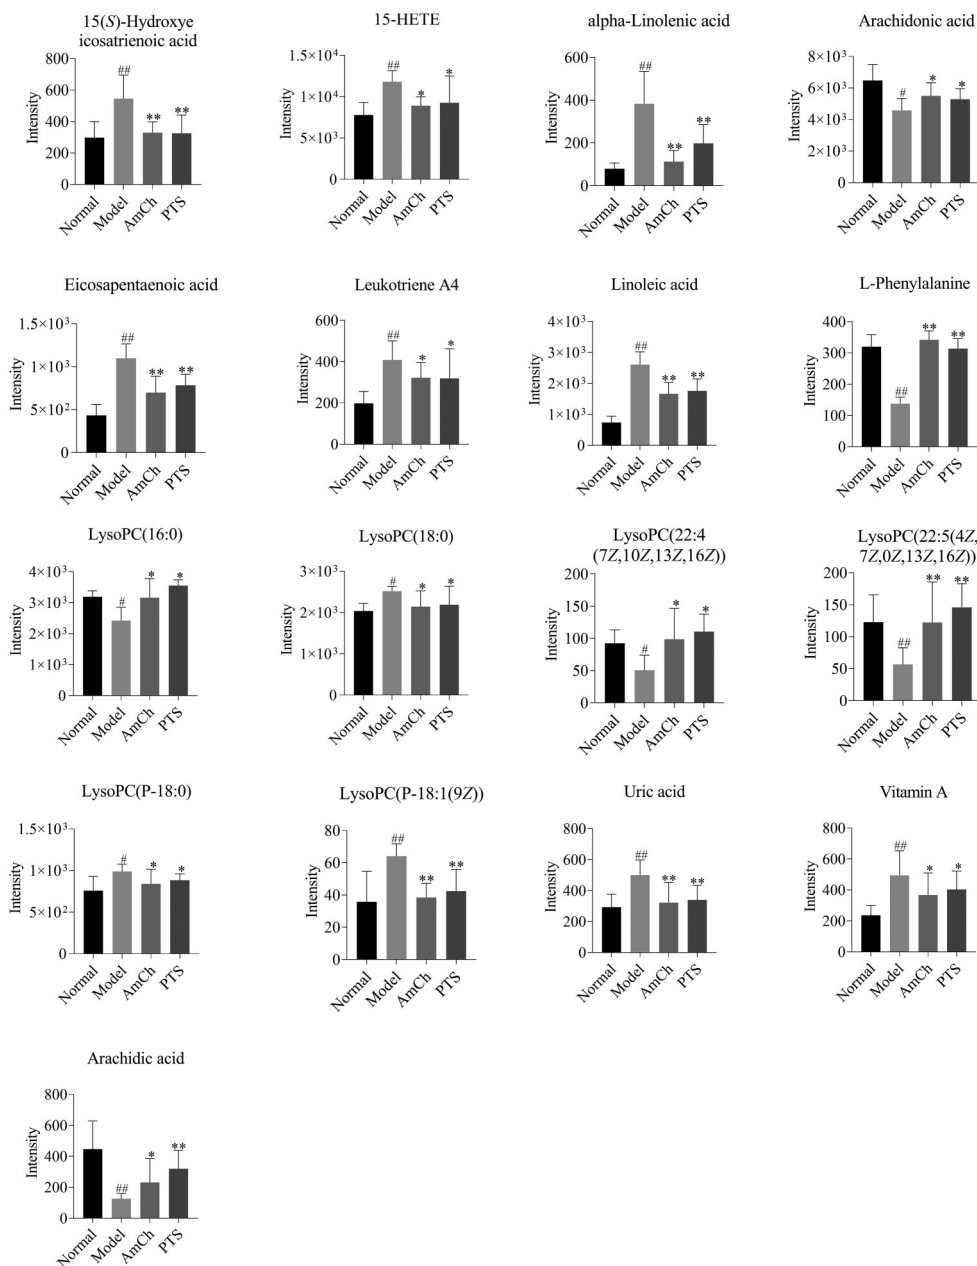 15(S)-Hydroxye
icosatrienoic acid
800
600
400
200
0
Intensity
##
**
**
Normal
Model
AmCh
PTS
15-HETE
1.5×10⁴
1×10⁴
5×10³
0
Intensity
##
*
*
Normal
Model
AmCh
PTS
alpha-Linolenic acid
600
400
200
0
Intensity
##
**
**
Normal
Model
AmCh
PTS
Arachidonic acid
8×10³
6×10³
4×10³
2×10³
0
Intensity
#
*
*
Normal
Model
AmCh
PTS
Eicosapentaenoic acid
1.5×10³
1×10³
5×10²
0
Intensity
##
**
**
Normal
Model
AmCh
PTS
Leukotriene A4
600
400
200
0
Intensity
##
*
*
Normal
Model
AmCh
PTS
Linoleic acid
4×10³
3×10³
2×10³
1×10³
0
Intensity
##
**
**
Normal
Model
AmCh
PTS
L-Phenylalanine
400
300
200
100
0
Intensity
##
**
**
Normal
Model
AmCh
PTS
LysoPC(16:0)
4×10³
3×10³
2×10³
1×10³
0
Intensity
#
*
*
Normal
Model
AmCh
PTS
LysoPC(18:0)
3×10³
2×10³
1×10³
0
Intensity
#
*
*
Normal
Model
AmCh
PTS
LysoPC(22:4
(7Z,10Z,13Z,16Z))
200
150
100
50
0
Intensity
#
*
*
Normal
Model
AmCh
PTS
LysoPC(22:5(4Z,
7Z,0Z,13Z,16Z))
200
150
100
50
0
Intensity
##
**
**
Normal
Model
AmCh
PTS
LysoPC(P-18:0)
1.5×10³
1×10³
5×10²
0
Intensity
#
*
*
Normal
Model
AmCh
PTS
LysoPC(P-18:1(9Z))
80
60
40
20
0
Intensity
##
**
**
Normal
Model
AmCh
PTS
Uric acid
800
600
400
200
0
Intensity
##
**
**
Normal
Model
AmCh
PTS
Vitamin A
800
600
400
200
0
Intensity
##
*
*
Normal
Model
AmCh
PTS
Arachidic acid
800
600
400
200
0
Intensity
##
*
**
Normal
Model
AmCh
PTS